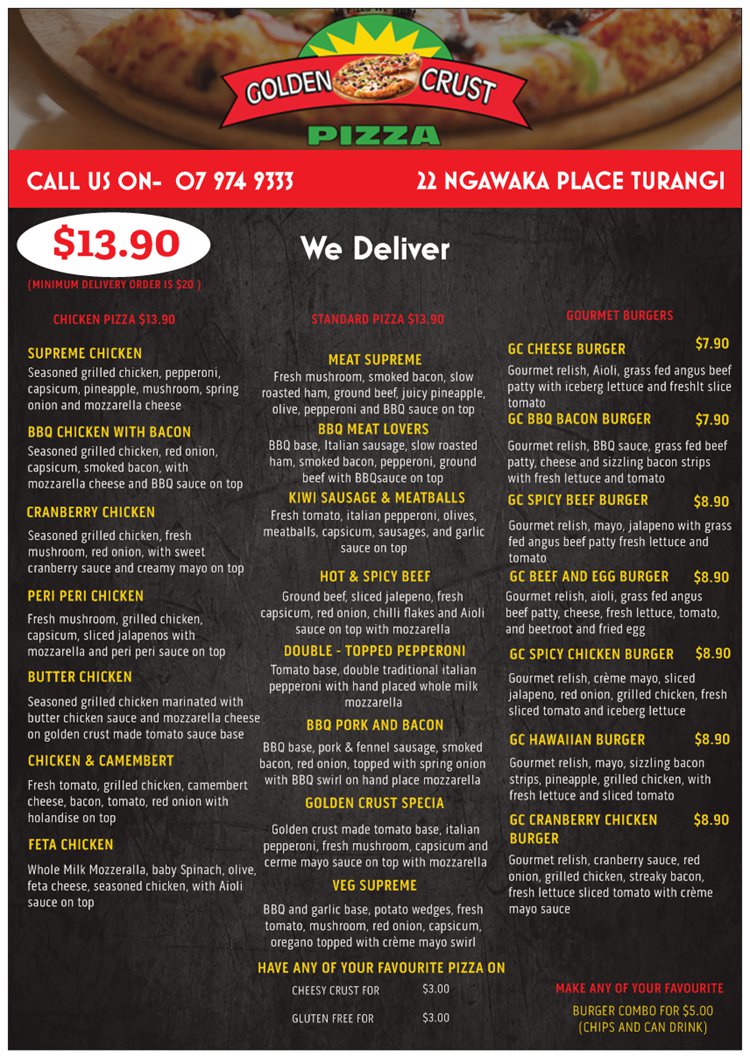 GOLDEN CRUST
PIZZA
CALL US ON- 07 974 9333
22 NGAWAKA PLACE TURANGI
$13.90
We Deliver
(MINIMUM DELIVERY ORDER IS $20 )
CHICKEN PIZZA $13.90
SUPREME CHICKEN
Seasoned grilled chicken, pepperoni,
capsicum, pineapple, mushroom, spring
onion and mozzarella cheese
BBQ CHICKEN WITH BACON
Seasoned grilled chicken, red onion,
capsicum, smoked bacon, with
mozzarella cheese and BBQ sauce on top
CRANBERRY CHICKEN
Seasoned grilled chicken, fresh
mushroom, red onion, with sweet
cranberry sauce and creamy mayo on top
PERI PERI CHICKEN
Fresh mushroom, grilled chicken,
capsicum, sliced jalapenos with
mozzarella and peri peri sauce on top
BUTTER CHICKEN
Seasoned grilled chicken marinated with
butter chicken sauce and mozzarella cheese
on golden crust made tomato sauce base
CHICKEN & CAMEMBERT
Fresh tomato, grilled chicken, camembert
cheese, bacon, tomato, red onion with
holandise on top
FETA CHICKEN
Whole Milk Mozzeralla, baby Spinach, olive,
feta cheese, seasoned chicken, with Aioli
sauce on top
STANDARD PIZZA $13.90
MEAT SUPREME
Fresh mushroom, smoked bacon, slow
roasted ham, ground beef, juicy pineapple,
olive, pepperoni and BBQ sauce on top
BBQ MEAT LOVERS
BBQ base, Italian sausage, slow roasted
ham, smoked bacon, pepperoni, ground
beef with BBQsauce on top
KIWI SAUSAGE & MEATBALLS
Fresh tomato, italian pepperoni, olives,
meatballs, capsicum, sausages, and garlic
sauce on top
HOT & SPICY BEEF
Ground beef, sliced jalepeno, fresh
capsicum, red onion, chilli flakes and Aioli
sauce on top with mozzarella
DOUBLE - TOPPED PEPPERONI
Tomato base, double traditional italian
pepperoni with hand placed whole milk
mozzarella
BBQ PORK AND BACON
BBQ base, pork & fennel sausage, smoked
bacon, red onion, topped with spring onion
with BBQ swirl on hand place mozzarella
GOLDEN CRUST SPECIA
Golden crust made tomato base, italian
pepperoni, fresh mushroom, capsicum and
cerme mayo sauce on top with mozzarella
VEG SUPREME
BBQ and garlic base, potato wedges, fresh
tomato, mushroom, red onion, capsicum,
oregano topped with crème mayo swirl
HAVE ANY OF YOUR FAVOURITE PIZZA ON
CHEESY CRUST FOR $3.00
GLUTEN FREE FOR $3.00
GOURMET BURGERS
GC CHEESE BURGER $7.90
Gourmet relish, Aioli, grass fed angus beef
patty with iceberg lettuce and freshlt slice
tomato
GC BBQ BACON BURGER $7.90
Gourmet relish, BBQ sauce, grass fed beef
patty, cheese and sizzling bacon strips
with fresh lettuce and tomato
GC SPICY BEEF BURGER $8.90
Gourmet relish, mayo, jalapeno with grass
fed angus beef patty fresh lettuce and
tomato
GC BEEF AND EGG BURGER $8.90
Gourmet relish, aioli, grass fed angus
beef patty, cheese, fresh lettuce, tomato,
and beetroot and fried egg
GC SPICY CHICKEN BURGER $8.90
Gourmet relish, crème mayo, sliced
jalapeno, red onion, grilled chicken, fresh
sliced tomato and iceberg lettuce
GC HAWAIIAN BURGER $8.90
Gourmet relish, mayo, sizzling bacon
strips, pineapple, grilled chicken, with
fresh lettuce and sliced tomato
GC CRANBERRY CHICKEN $8.90
BURGER
Gourmet relish, cranberry sauce, red
onion, grilled chicken, streaky bacon,
fresh lettuce sliced tomato with crème
mayo sauce
MAKE ANY OF YOUR FAVOURITE
BURGER COMBO FOR $5.00
(CHIPS AND CAN DRINK)